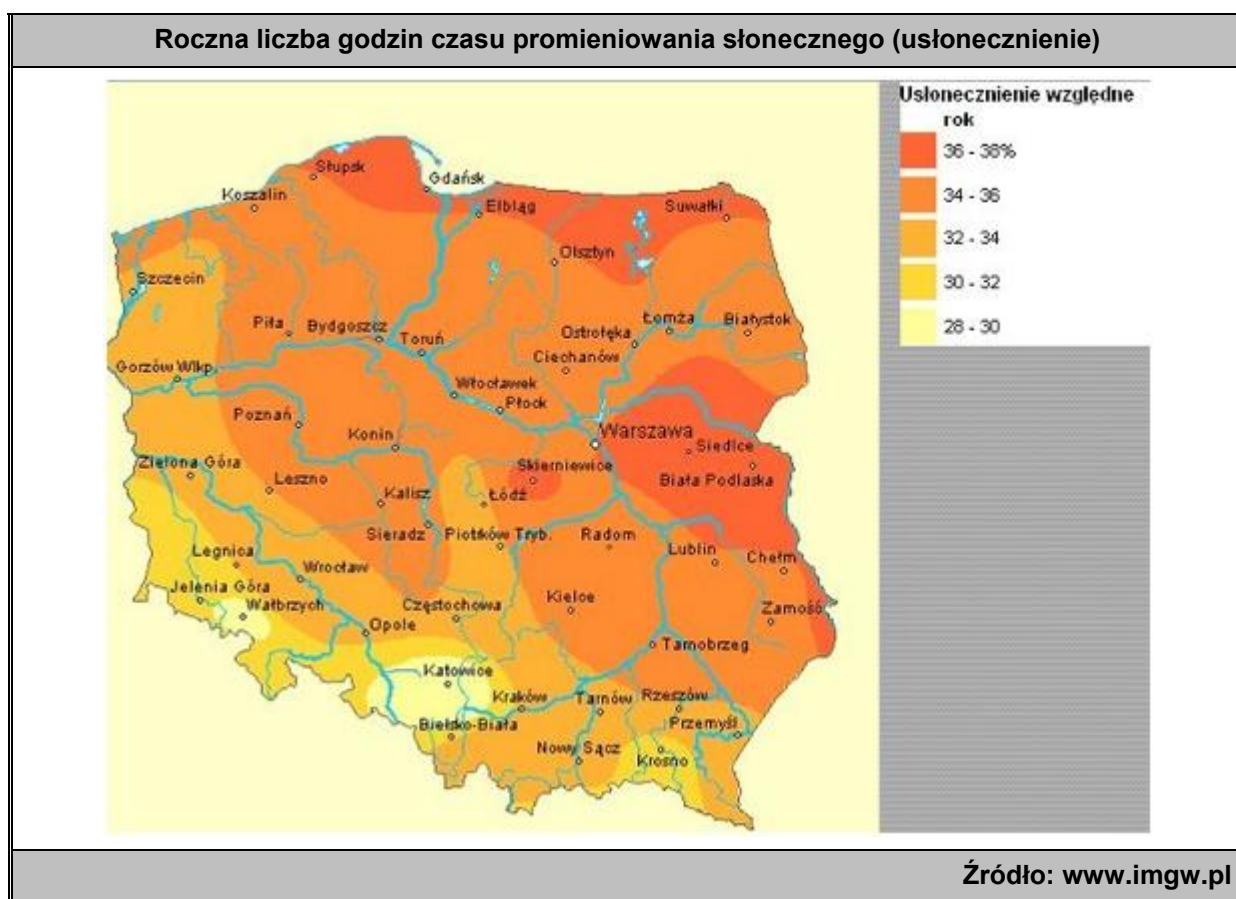 Roczna liczba godzin czasu promieniowania słonecznego (usłonecznienie)
Usłonecznienie względne
rok
36 - 38%
34 - 36
32 - 34
30 - 32
28 - 30
Słupsk
Gdańsk
Koszalin
Elbląg
Suwałki
Olsztyn
Szczecin
Piła
Bydgoszcz
Toruń
Ostrołęka
Łomża
Białystok
Ciechanów
Gorzów Wlkp.
Włocławek
Płock
Poznań
Konin
Warszawa
Siedlce
Zielona Góra
Leszno
Kalisz
Łódź
Skierniewice
Biała Podlaska
Sieradz
Piotrków Tryb.
Radom
Lublin
Chełm
Legnica
Wrocław
Jelenia Góra
Wałbrzych
Częstochowa
Kielce
Zamość
Opole
Tarnobrzeg
Katowice
Kraków
Tarnów
Rzeszów
Przemyśl
Bielsko-Biała
Nowy Sącz
Krosno
Źródło: www.imgw.pl